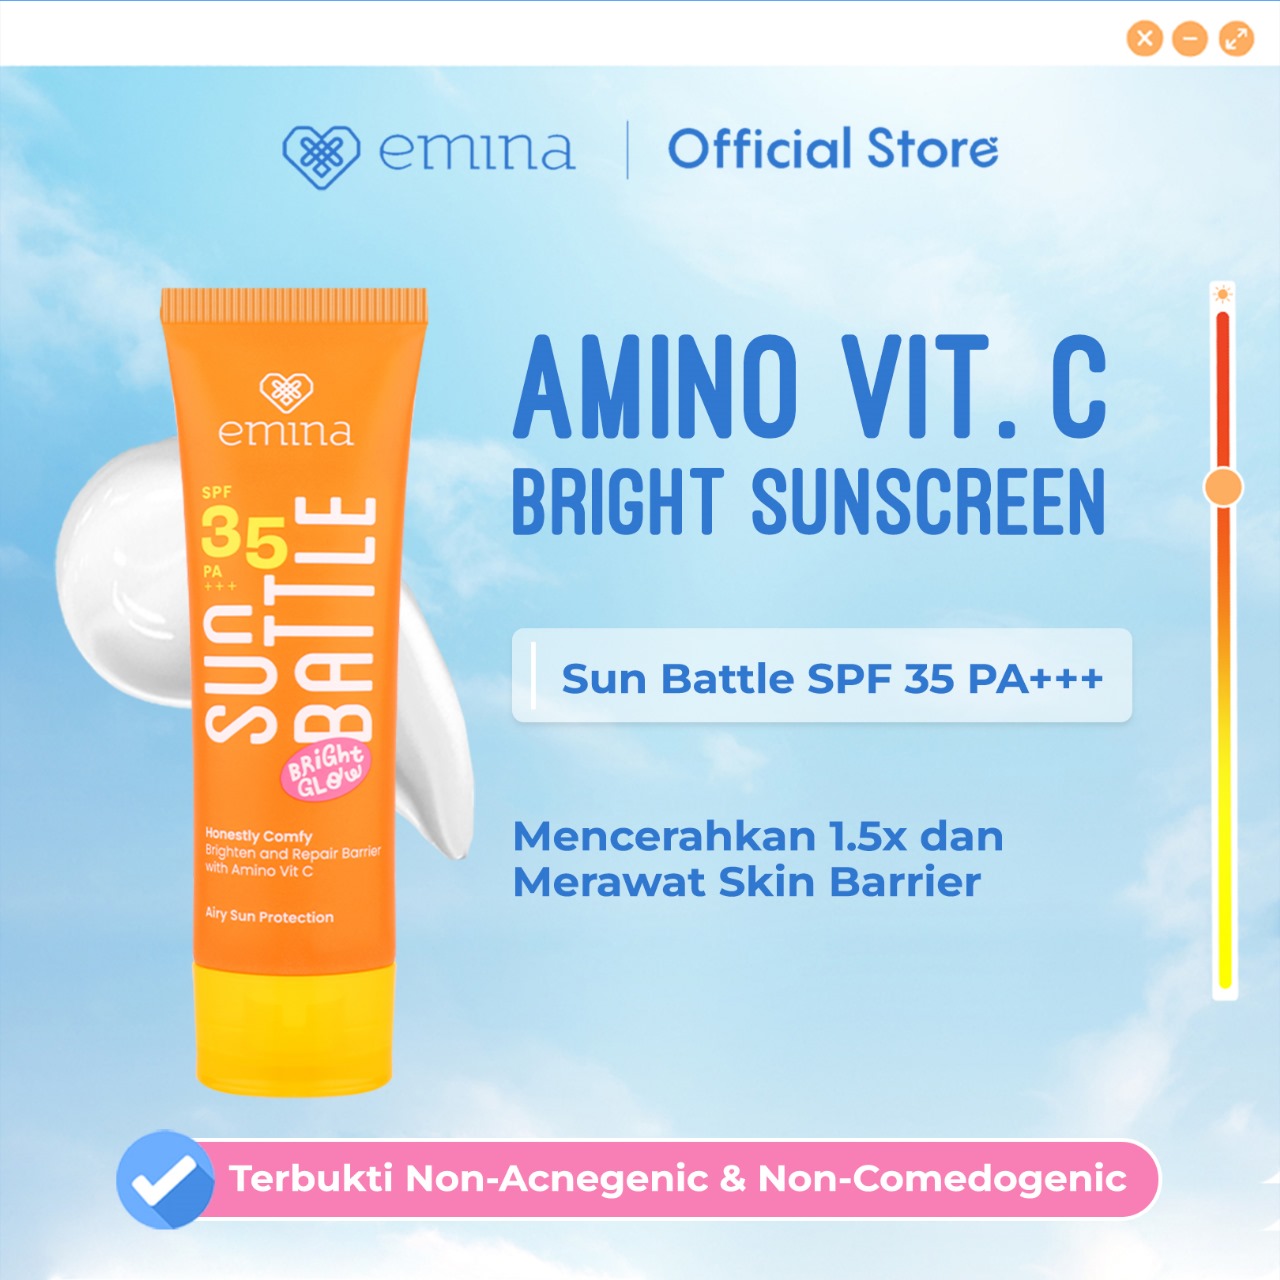 emina
Official Store
emina
SPF
35
PA
+++
Sun
BATTLE
BRiGht
GLOW
Honestly Comfy
Brighten and Repair Barrier
with Amino Vit C
Airy Sun Protection
AMINO VIT. C
BRIGHT SUNSCREEN
Sun Battle SPF 35 PA+++
Mencerahkan 1.5x dan
Merawat Skin Barrier
Terbukti Non-Acnegenic & Non-Comedogenic